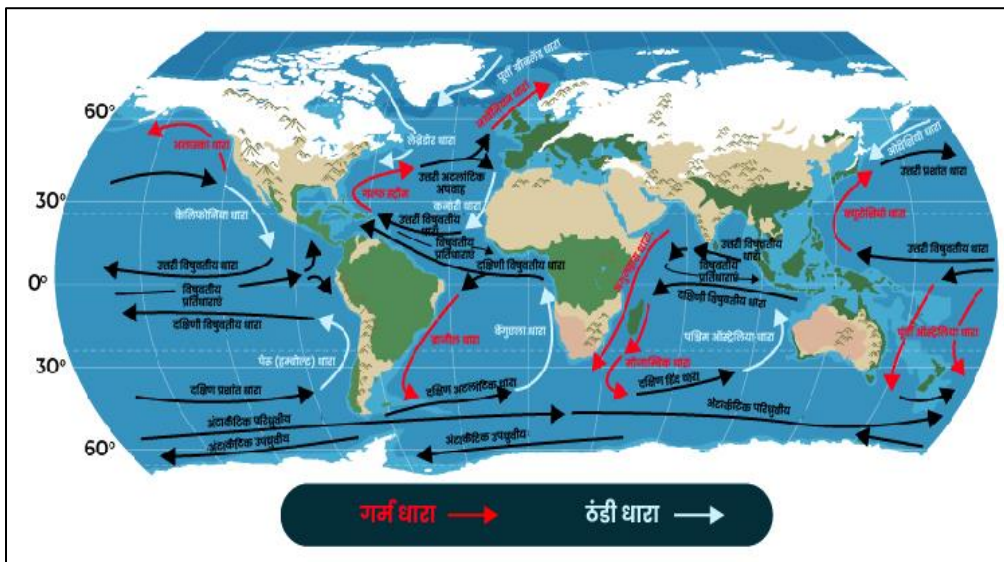 पूर्वी ग्रीनलैंड धारा
नार्वेजियन धारा
60°
अलास्का धारा
लेब्रेडोर धारा
ओयोशियो धारा
उत्तरी अटलांटिक
अपवाह
उत्तरी प्रशांत धारा
गल्फ स्ट्रीम
30°
कैलिफोर्निया धारा
कनारी धारा
क्युरोसियो धारा
उत्तरी विषुवतीय
धारा
विषुवतीय
प्रतिधाराएं
उत्तरी विषुवतीय
धारा
विषुवतीय
प्रतिधाराएं
उत्तरी विषुवतीय धारा
उत्तरी विषुवतीय धारा
दक्षिणी विषुवतीय धारा
0°
विषुवतीय
प्रतिधाराएं
दक्षिणी विषुवतीय धारा
दक्षिणी विषुवतीय धारा
ब्राजील धारा
बेंगुएला धारा
पश्चिम ऑस्ट्रेलिया धारा
पूर्वी ऑस्ट्रेलिया धारा
पेरू (हम्बोल्ट) धारा
मोजाम्बिक धारा
30°
दक्षिण प्रशांत धारा
दक्षिण अटलांटिक धारा
दक्षिण हिंद धारा
अंटार्कटिक परिध्रुवीय
अंटार्कटिक परिध्रुवीय
अंटार्कटिक उपध्रुवीय
अंटार्कटिक उपध्रुवीय
60°
गर्म धारा
ठंडी धारा